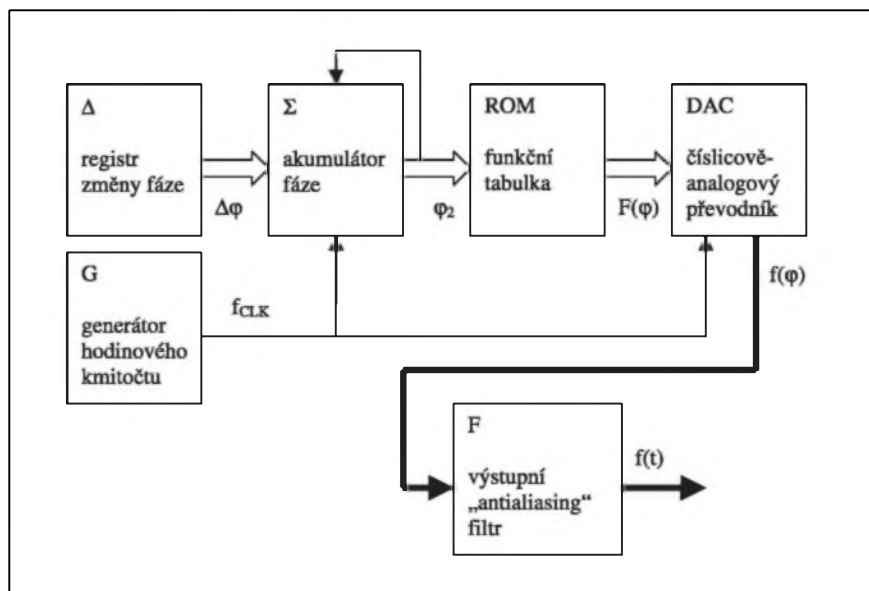 Δ
registr
změny fáze
Δφ
Σ
akumulátor
fáze
φ₂
ROM
funkční
tabulka
F(φ)
DAC
číslicově-
analogový
převodník
f(φ)
G
generátor
hodinového
kmitočtu
f_CLK
F
výstupní
„antialiasing“
filtr
f(t)